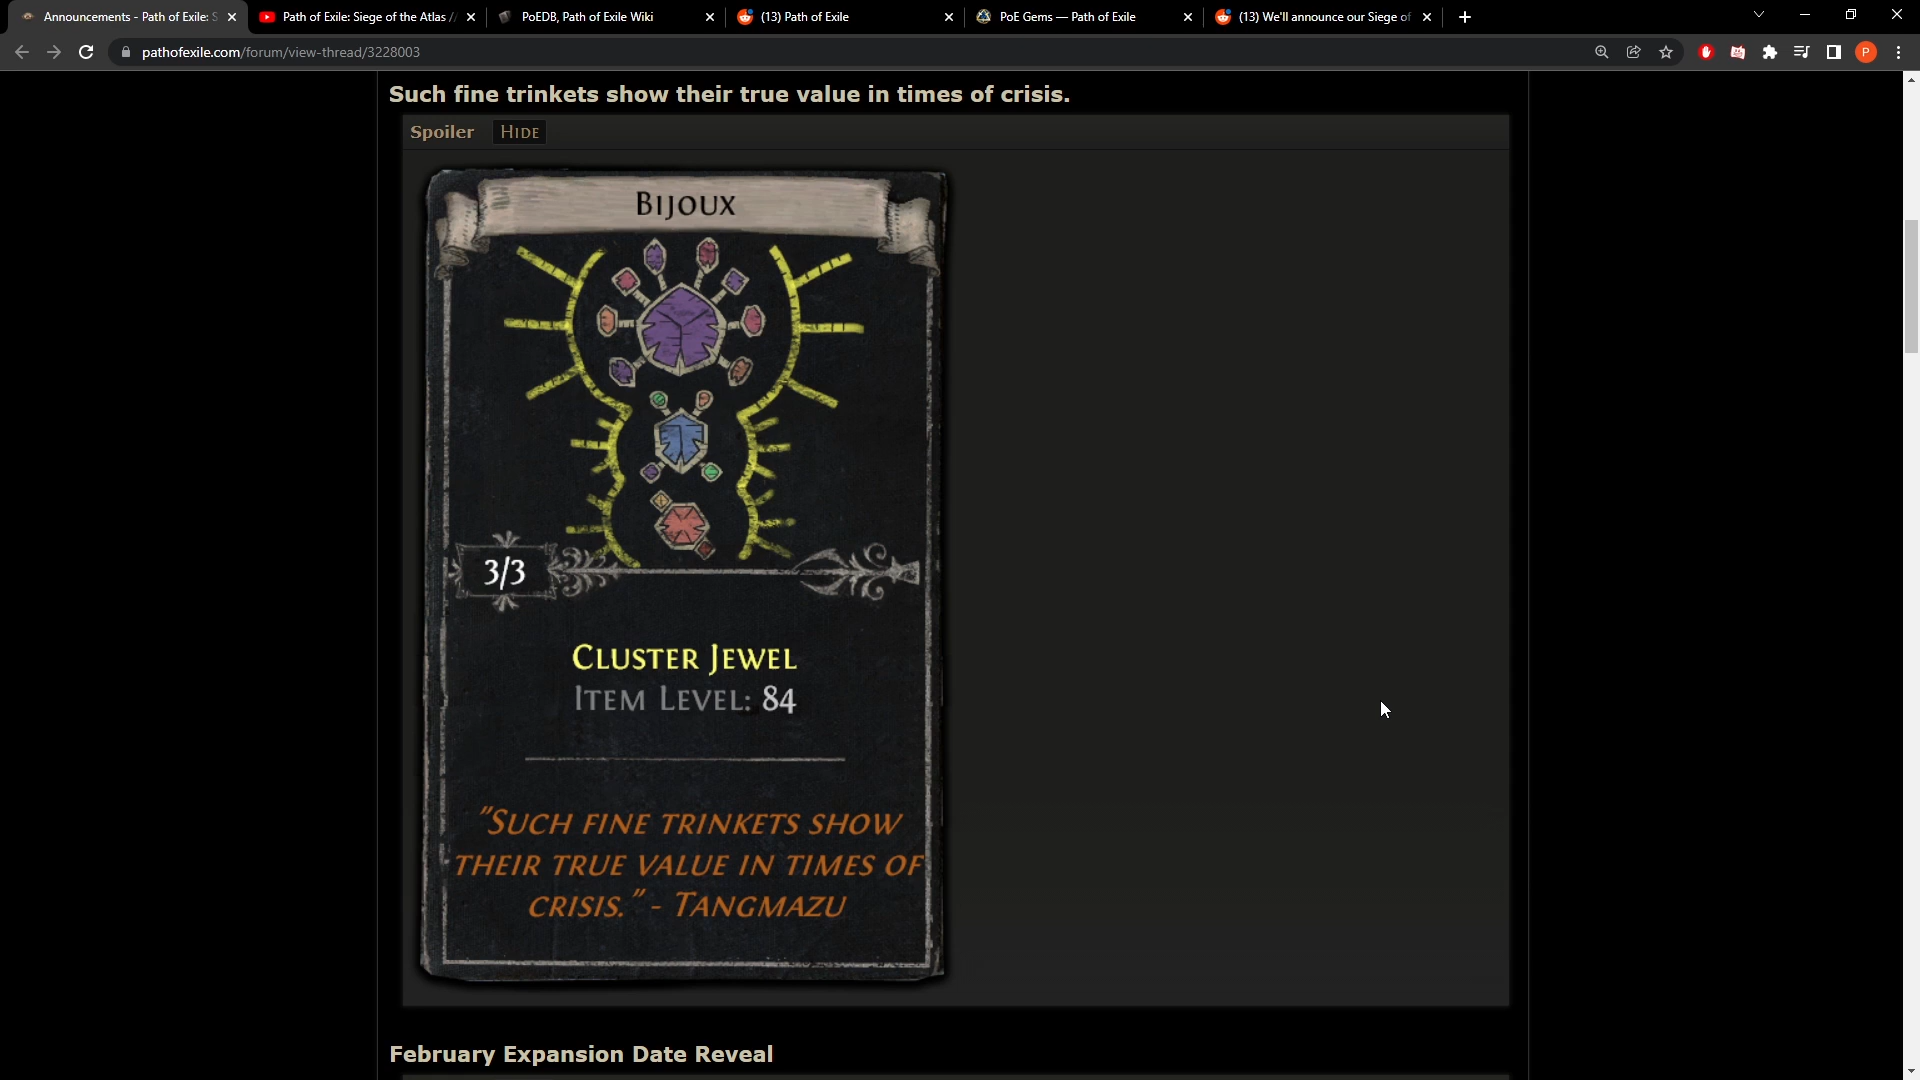 Announcements - Path of Exile: S
Path of Exile: Siege of the Atlas /
PoEDB, Path of Exile Wiki
(13) Path of Exile
PoE Gems — Path of Exile
(13) We'll announce our Siege of
pathofexile.com/forum/view-thread/3228003
P
Such fine trinkets show their true value in times of crisis.
Spoiler HIDE
BIJOUX
3/3
CLUSTER JEWEL
ITEM LEVEL: 84
"SUCH FINE TRINKETS SHOW
THEIR TRUE VALUE IN TIMES OF
CRISIS." - TANGMAZU
February Expansion Date Reveal